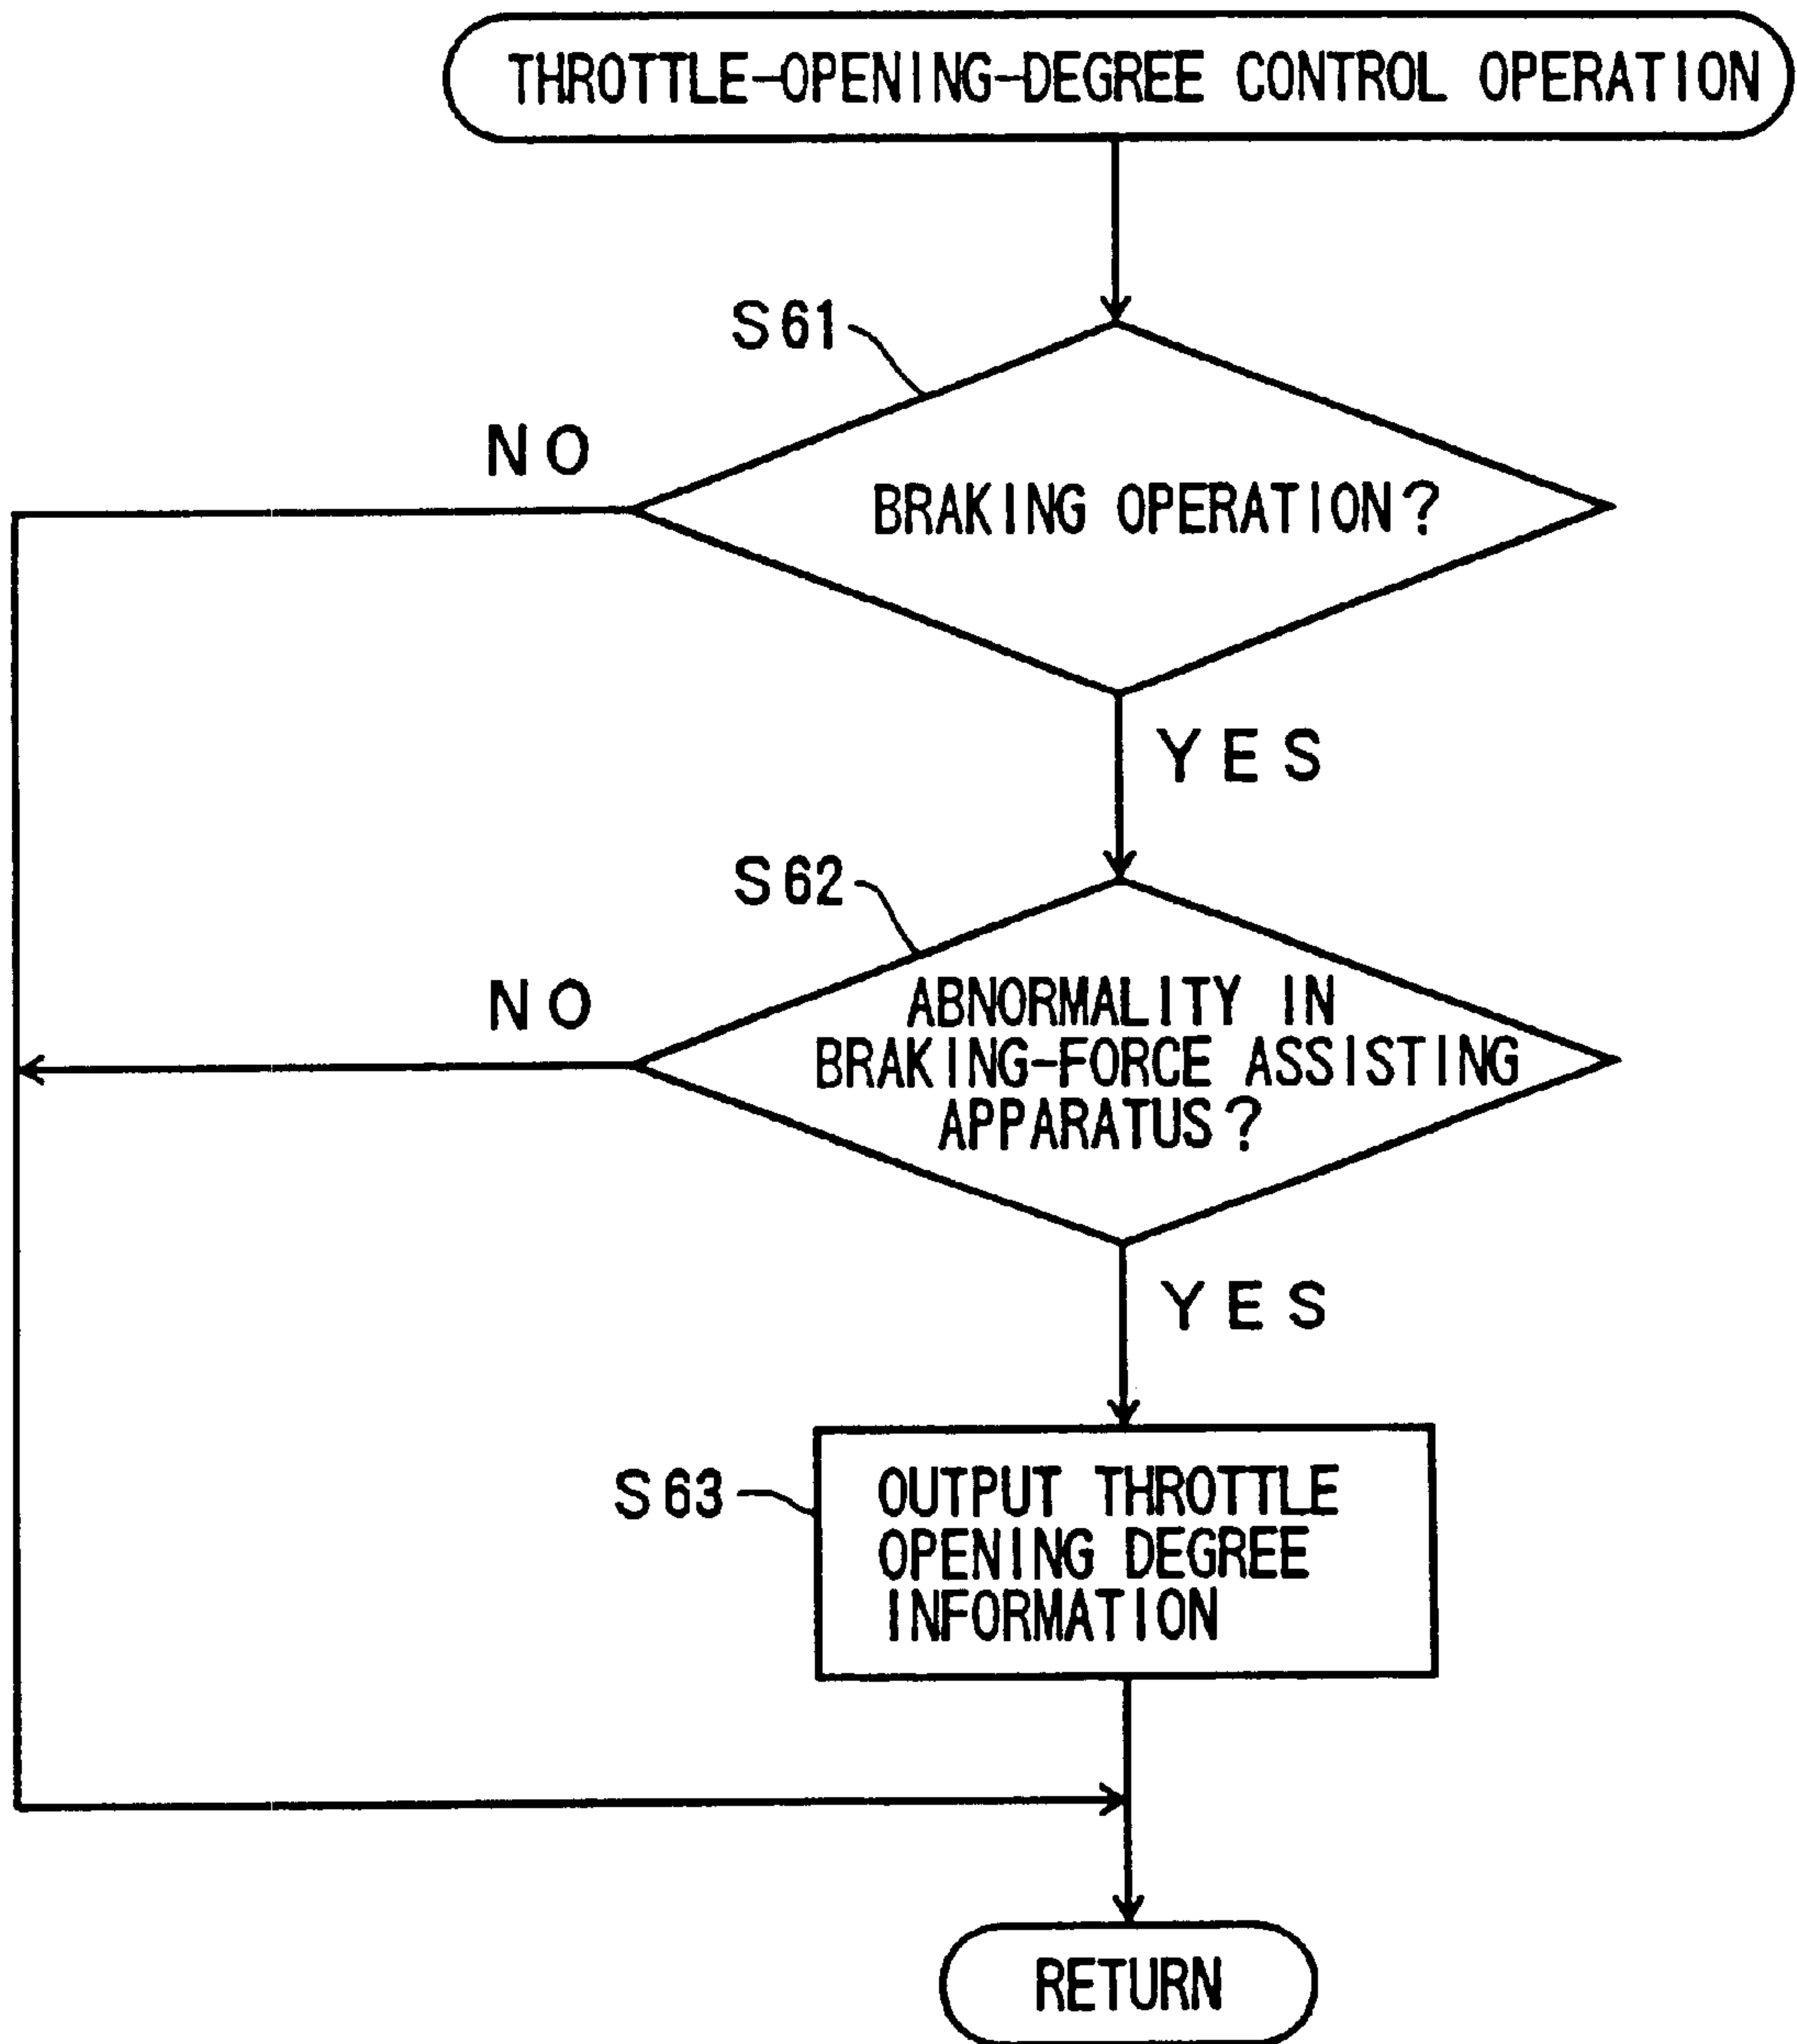 THROTTLE-OPENING-DEGREE CONTROL OPERATION
S61
NO
BRAKING OPERATION?
YES
S62
NO
ABNORMALITY IN
BRAKING-FORCE ASSISTING
APPARATUS?
YES
S63
OUTPUT THROTTLE
OPENING DEGREE
INFORMATION
RETURN